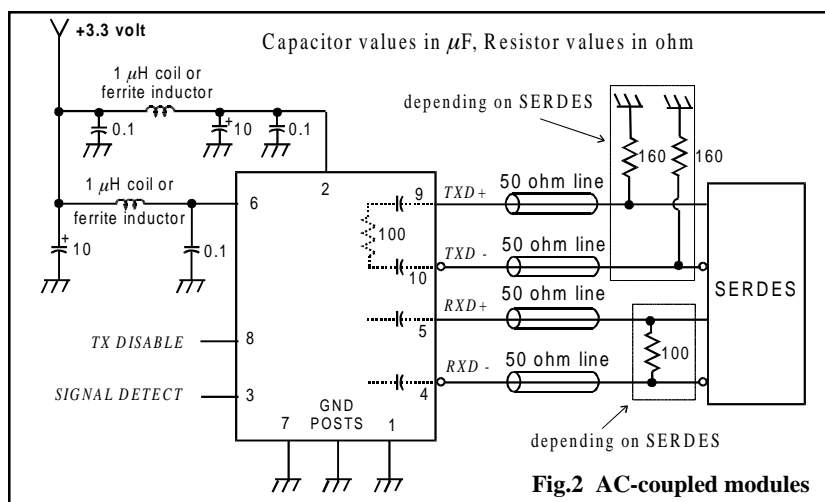 +3.3 volt
Capacitor values in µF, Resistor values in ohm
1 µH coil or
ferrite inductor
depending on SERDES
0.1
+
10
0.1
160
160
2
1 µH coil or
ferrite inductor
6
9
TXD+
50 ohm line
+
10
0.1
100
10
TXD -
50 ohm line
SERDES
RXD+
50 ohm line
5
TX DISABLE
8
100
RXD -
50 ohm line
SIGNAL DETECT
3
4
GND
POSTS
7
1
depending on SERDES
Fig.2 AC-coupled modules